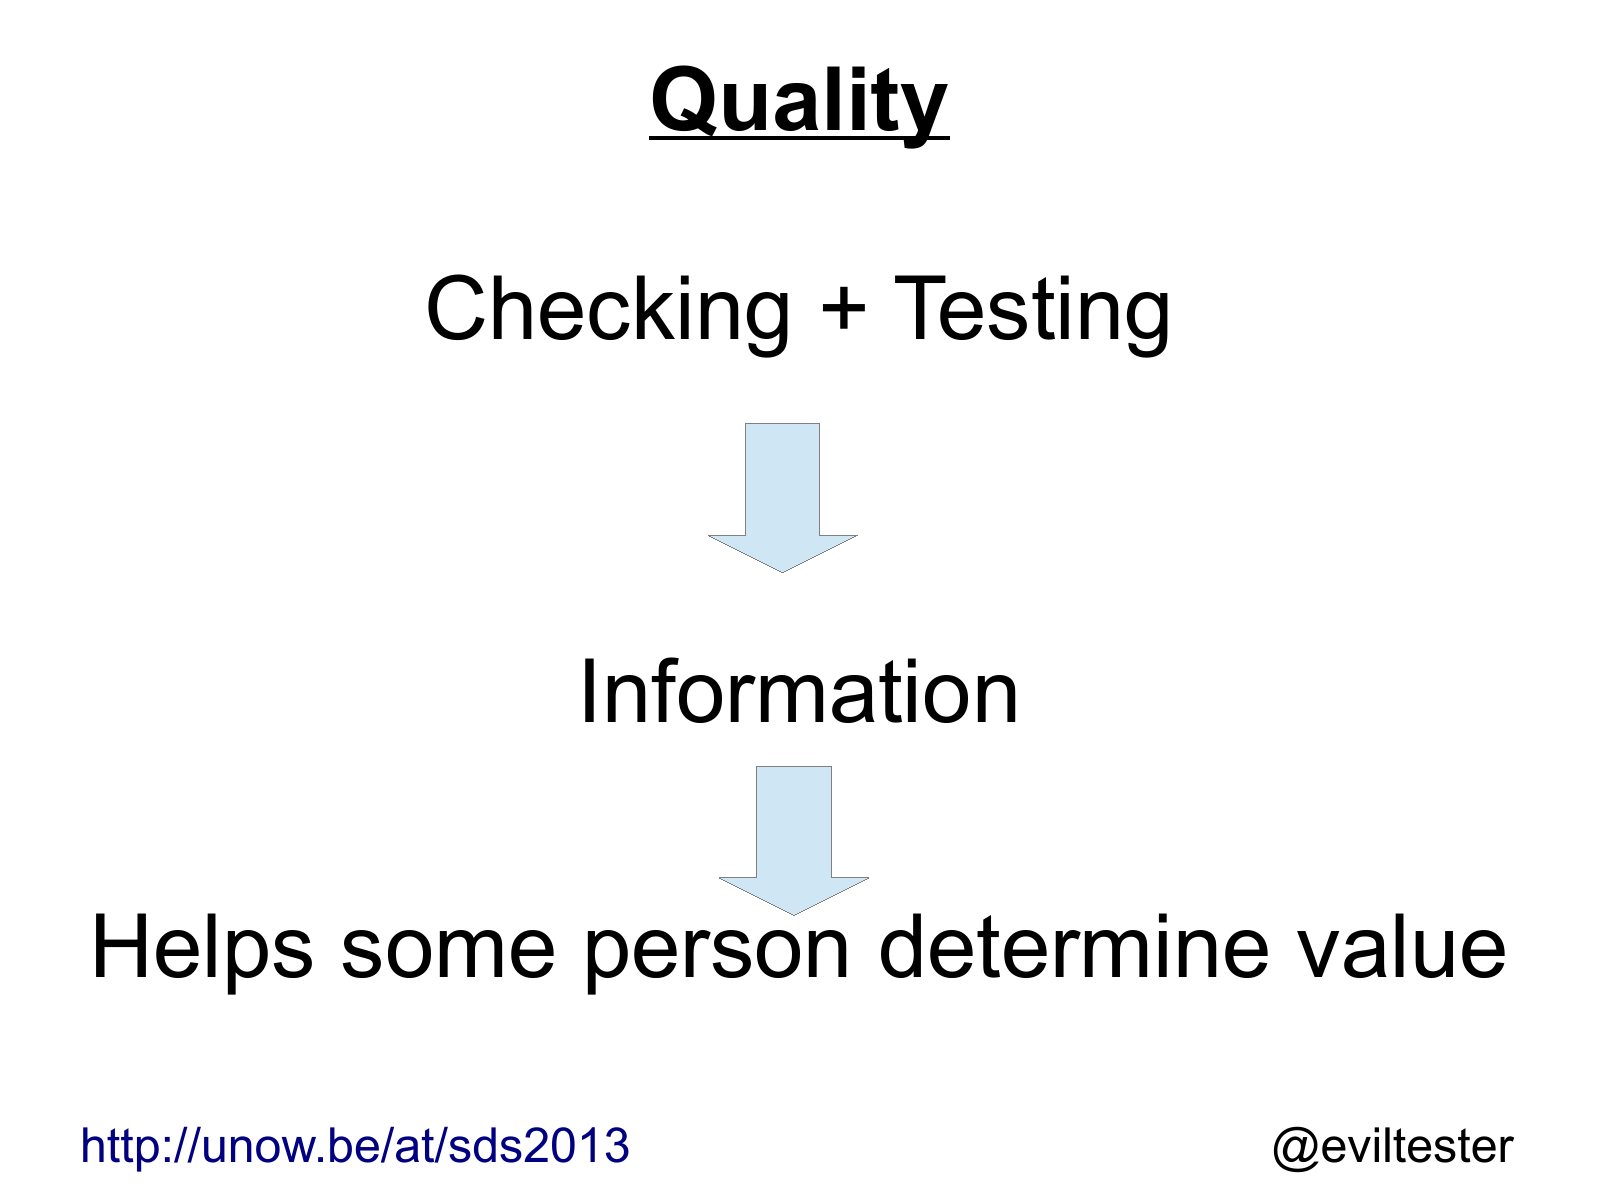 Quality
Checking + Testing
Information
Helps some person determine value
http://unow.be/at/sds2013
@eviltester